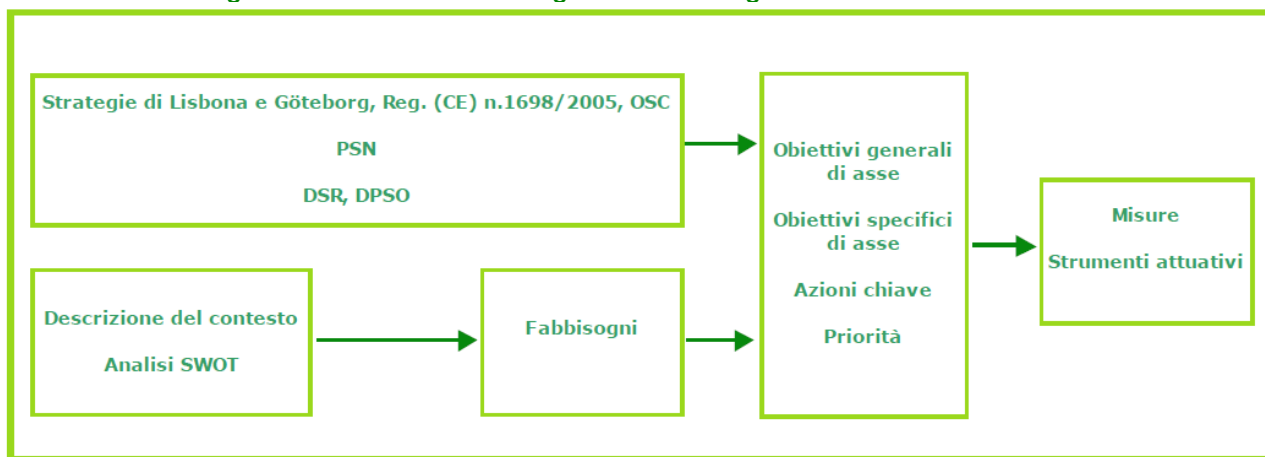 Strategie di Lisbona e Göteborg, Reg. (CE) n.1698/2005, OSC
PSN
DSR, DPSO
Descrizione del contesto
Analisi SWOT
Fabbisogni
Obiettivi generali
di asse
Obiettivi specifici
di asse
Azioni chiave
Priorità
Misure
Strumenti attuativi